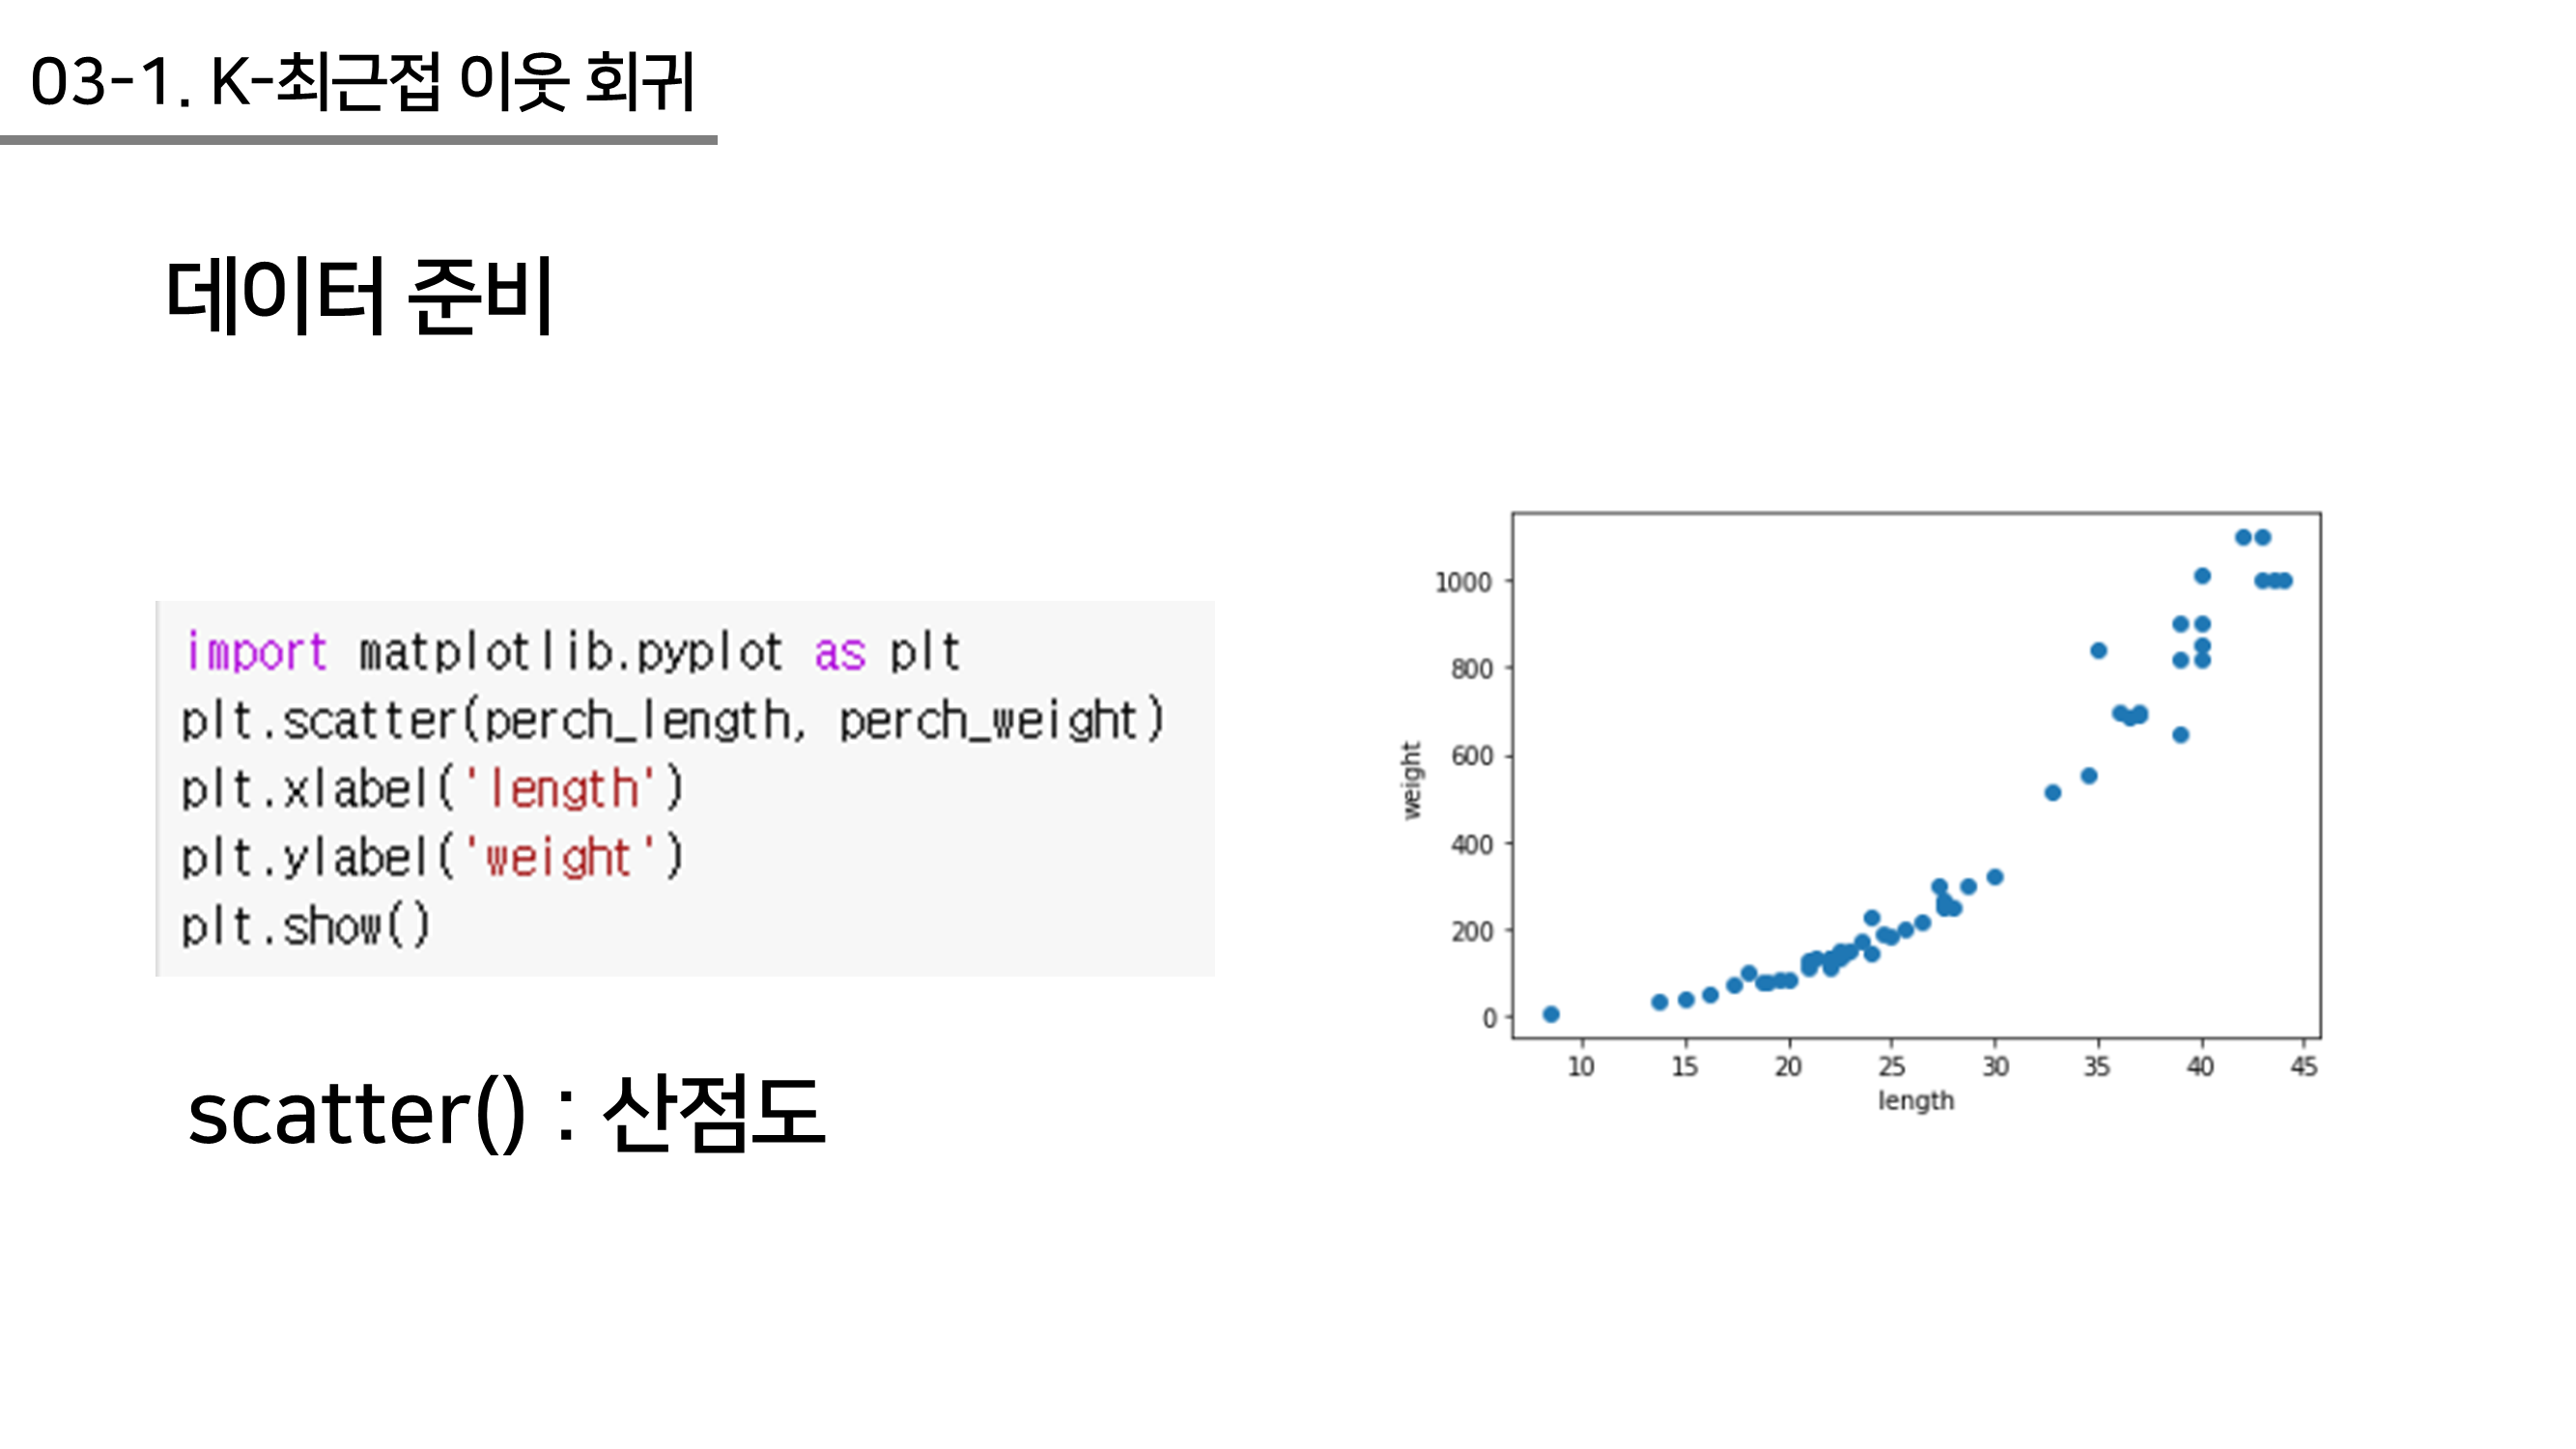 03-1. K-최근접 이웃 회귀
데이터 준비
import matplotlib.pyplot as plt
plt.scatter(perch_length, perch_weight)
plt.xlabel('length')
plt.ylabel('weight')
plt.show()
scatter() : 산점도
weight
1000
800
600
400
200
0
10 15 20 25 30 35 40 45
length